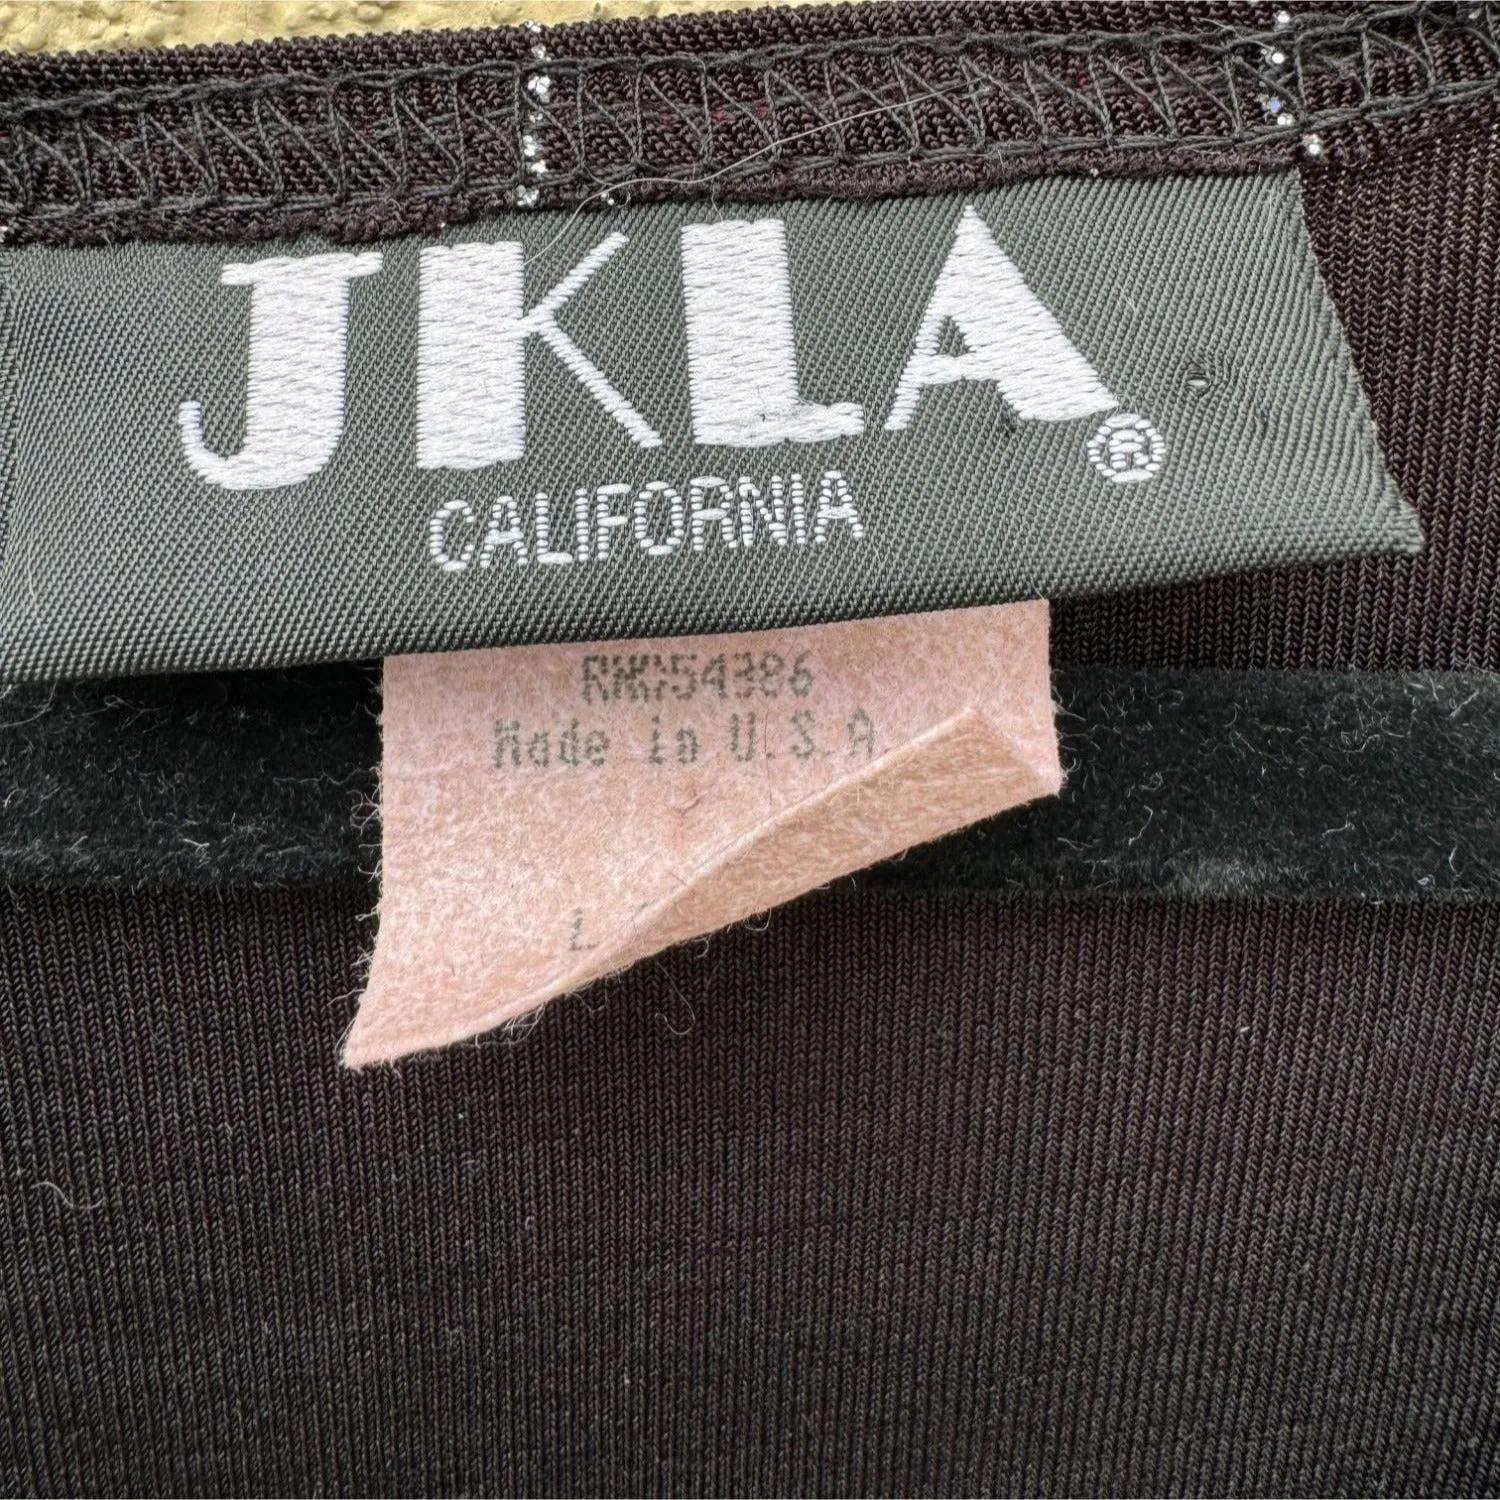 JKLA®
CALIFORNIA
RN:54386
Made in U.S.A.
L